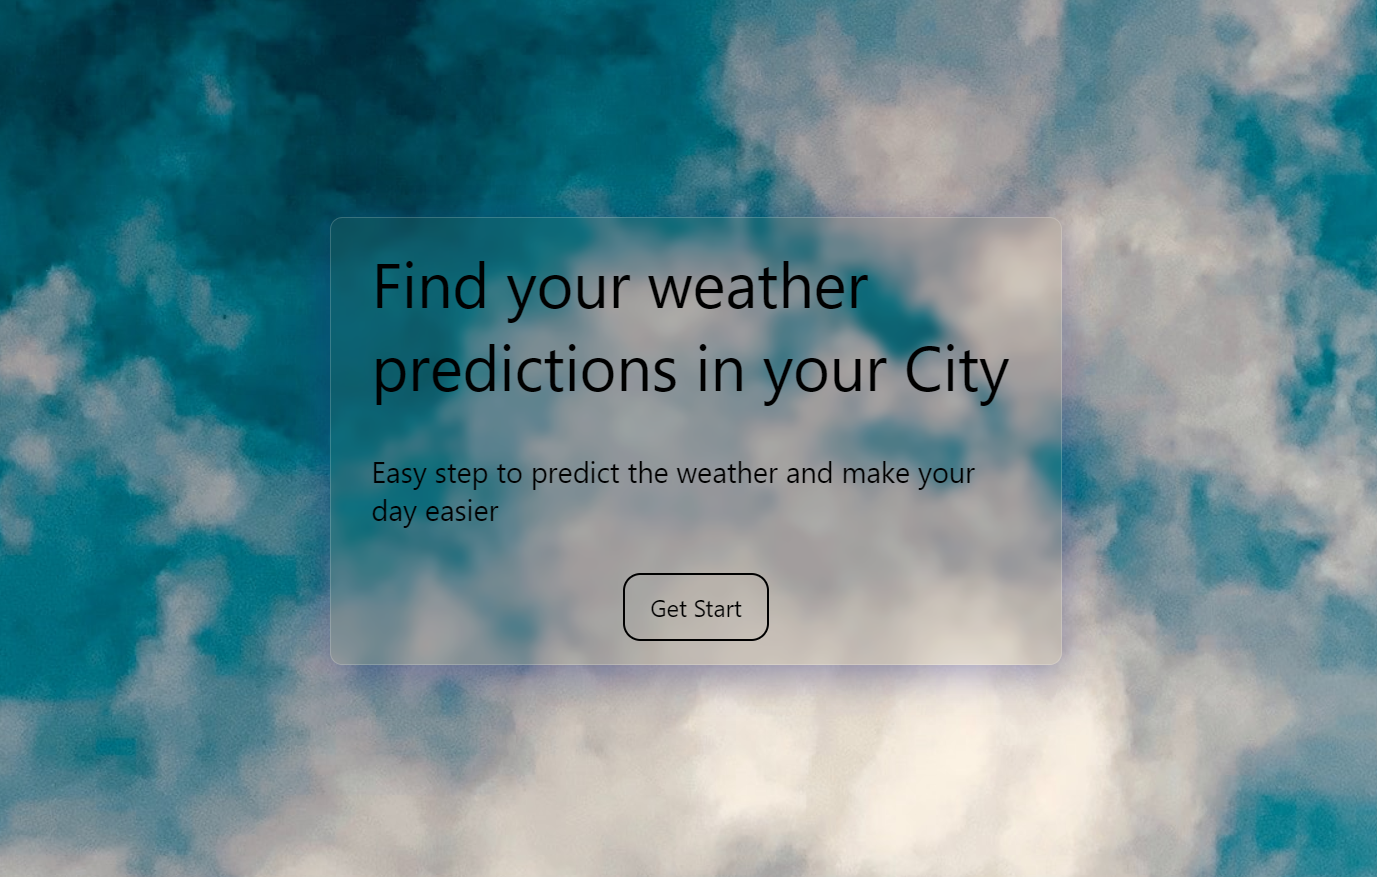 Find your weather
predictions in your City
Easy step to predict the weather and make your
day easier
Get Start